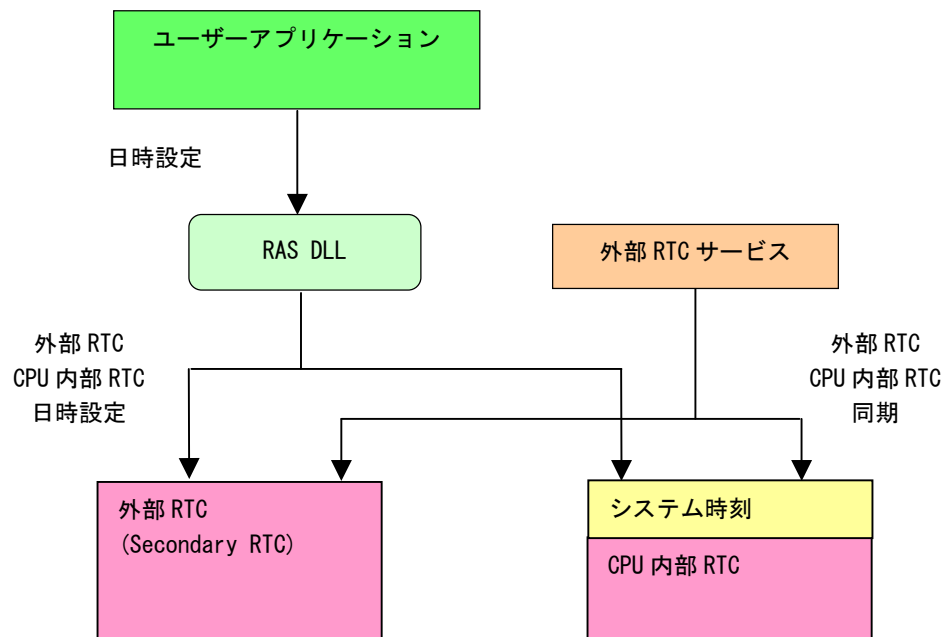 ユーザーアプリケーション
日時設定
RAS DLL
外部 RTC サービス
外部 RTC
CPU 内部 RTC
日時設定
外部 RTC
CPU 内部 RTC
同期
外部 RTC
(Secondary RTC)
システム時刻
CPU 内部 RTC